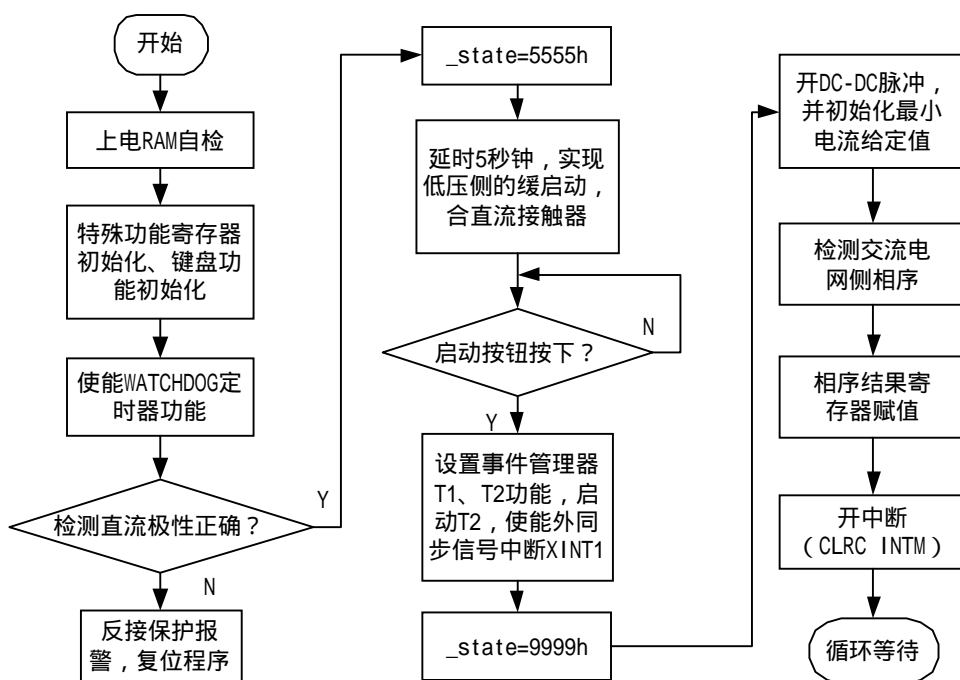 开始
上电RAM自检
特殊功能寄存器
初始化、键盘功
能初始化
使能WATCHDOG定
时器功能
检测直流极性正确？
Y
N
反接保护报
警，复位程序
_state=5555h
延时5秒钟，实现
低压侧的缓启动，
合直流接触器
启动按钮按下？
N
Y
设置事件管理器
T1、T2功能，启
动T2，使能外同
步信号中断XINT1
_state=9999h
开DC-DC脉冲，
并初始化最小
电流给定值
检测交流电
网侧相序
相序结果寄
存器赋值
开中断
（CLRC INTM）
循环等待